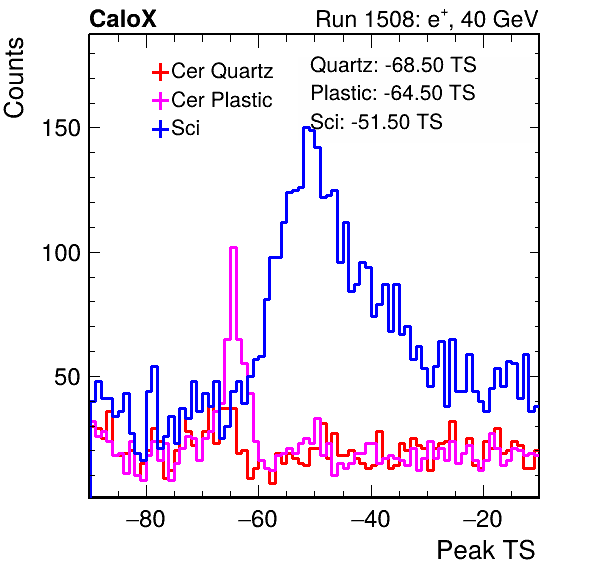 CaloX Run 1508: e⁺, 40 GeV
Counts
Cer Quartz
Cer Plastic
Sci
Quartz: -68.50 TS
Plastic: -64.50 TS
Sci: -51.50 TS
150
100
50
−80 −60 −40 −20
Peak TS